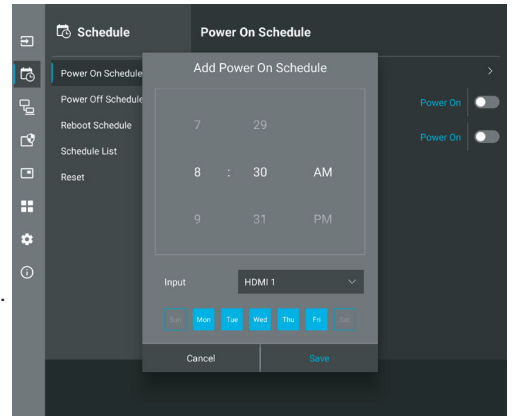 Schedule
Power On Schedule
Power On Schedule
Power Off Schedule
Reboot Schedule
Schedule List
Reset
Power On
Power On
Add Power On Schedule
7 29
8 : 30 AM
9 31 PM
Input HDMI 1
Sun Mon Tue Wed Thu Fri Sat
Cancel Save